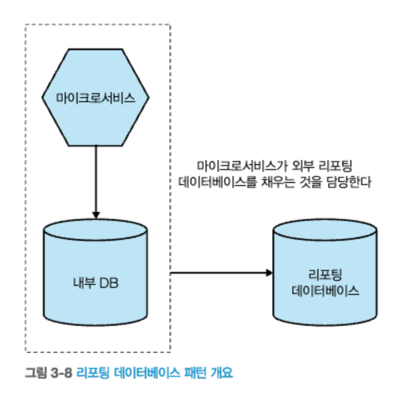 마이크로서비스
마이크로서비스가 외부 리포팅
데이터베이스를 채우는 것을 담당한다
내부 DB
리포팅
데이터베이스
그림 3-8 리포팅 데이터베이스 패턴 개요